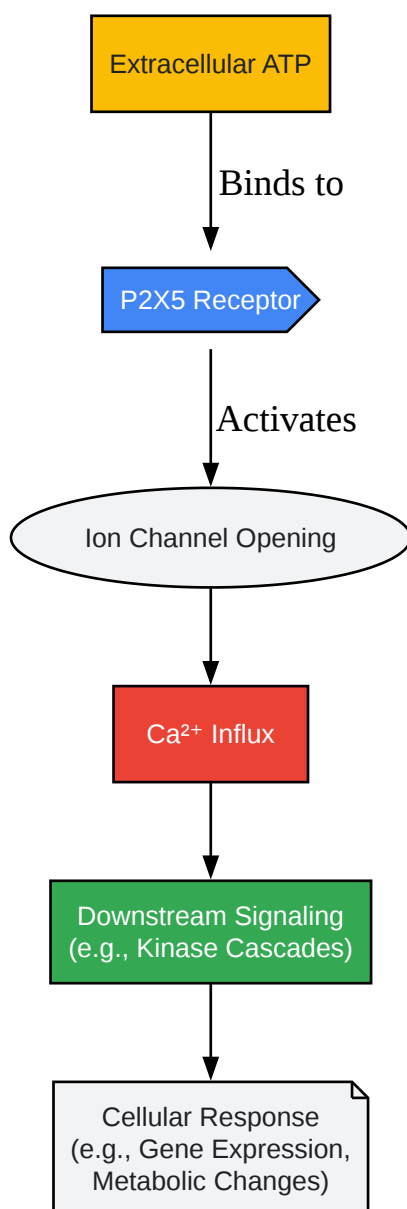 Extracellular ATP
Binds to
P2X5 Receptor
Activates
Ion Channel Opening
Ca²⁺ Influx
Downstream Signaling
(e.g., Kinase Cascades)
Cellular Response
(e.g., Gene Expression,
Metabolic Changes)